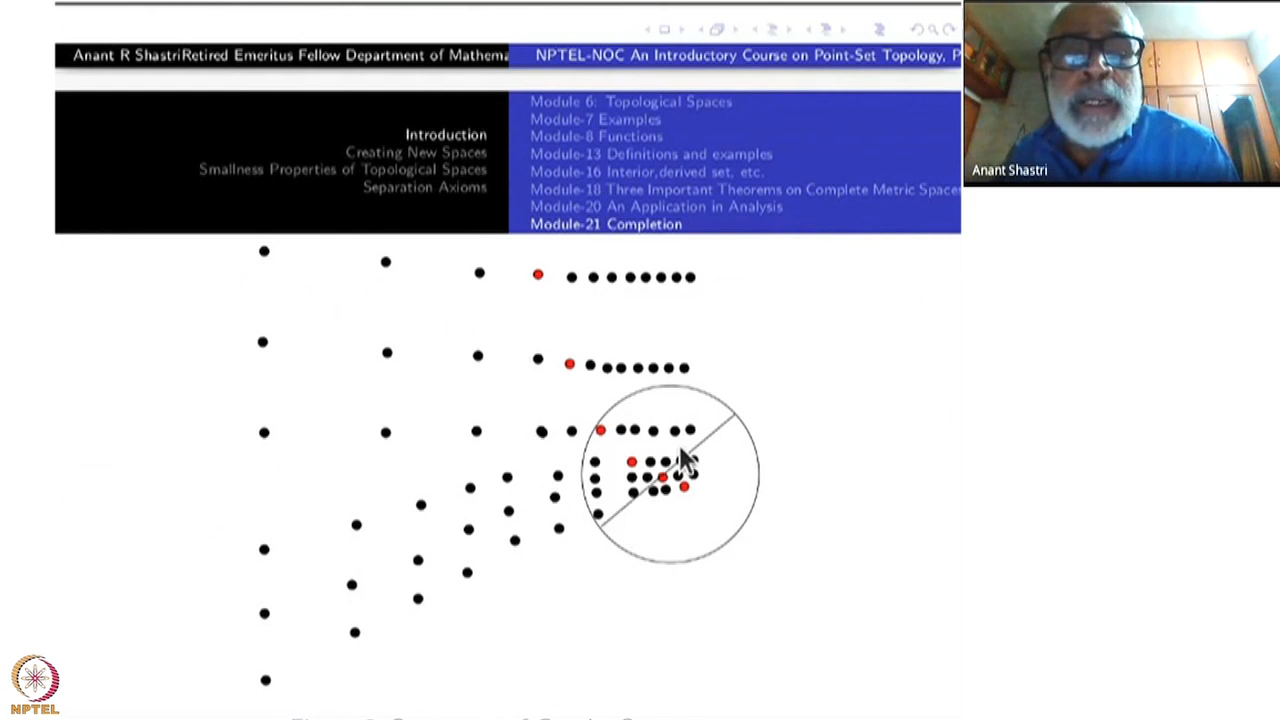 Anant R ShastriRetired Emeritus Fellow Department of Mathema
NPTEL-NOC An Introductory Course on Point-Set Topology, P
Introduction
Creating New Spaces
Smallness Properties of Topological Spaces
Separation Axioms
Module 6: Topological Spaces
Module-7 Examples
Module-8 Functions
Module-13 Definitions and examples
Module-16 Interior,derived set, etc.
Module-18 Three Important Theorems on Complete Metric Space
Module-20 An Application in Analysis
Module-21 Completion
Anant Shastri
NPTEL